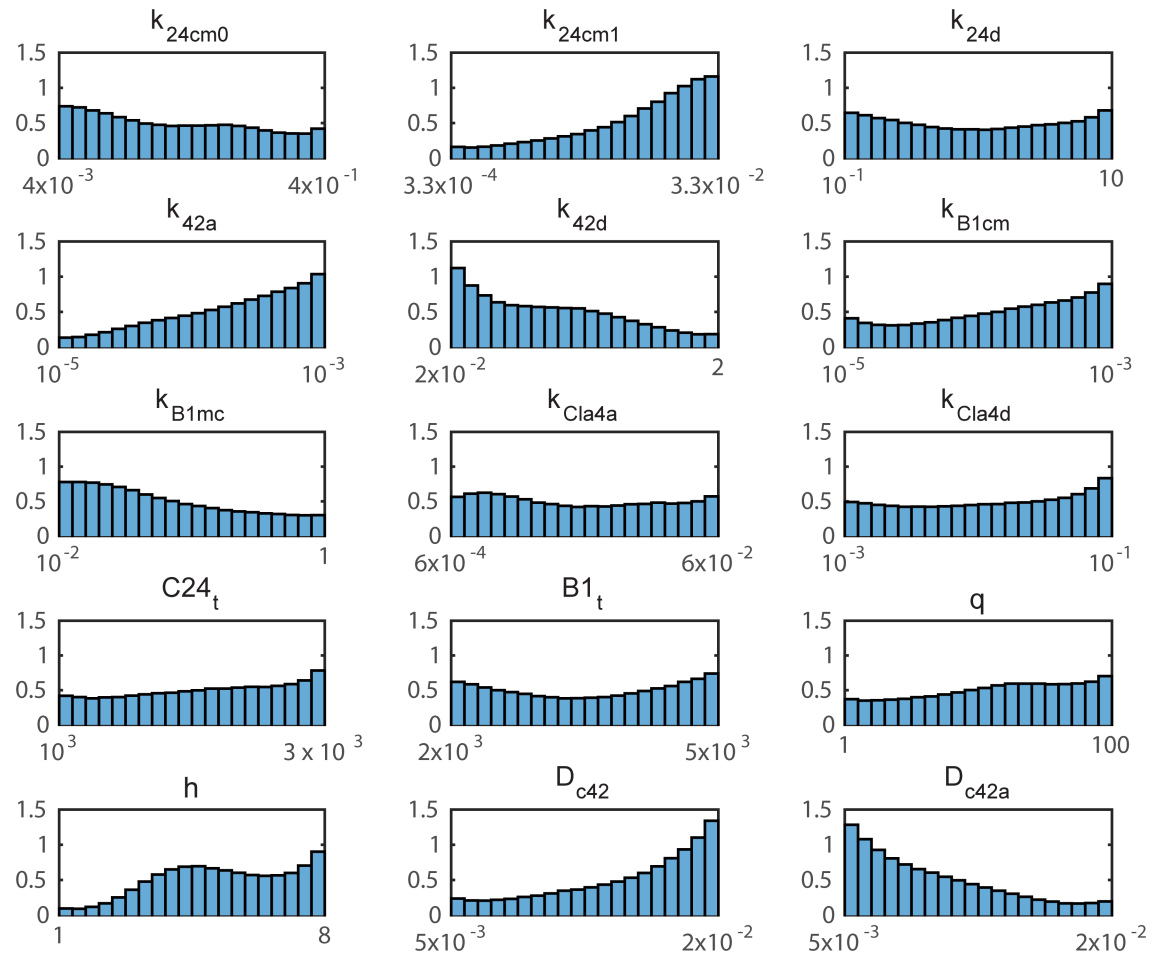 k24cm0 k24cm1 k24d
1.5 1.5 1.5
1 1 1
0.5 0.5 0.5
0 0 0
4x10-3 4x10-1 3.3x10-4 3.3x10-2 10-1 10
k42a k42d kB1cm
1.5 1.5 1.5
1 1 1
0.5 0.5 0.5
0 0 0
10-5 10-3 2x10-2 2 10-5 10-3
kB1mc kCla4a kCla4d
1.5 1.5 1.5
1 1 1
0.5 0.5 0.5
0 0 0
10-2 1 6x10-4 6x10-2 10-3 10-1
C24t B1t q
1.5 1.5 1.5
1 1 1
0.5 0.5 0.5
0 0 0
103 3 x 10 3 2x103 5x103 1 100
h Dc42 Dc42a
1.5 1.5 1.5
1 1 1
0.5 0.5 0.5
0 0 0
1 8 5x10-3 2x10-2 5x10-3 2x10-2